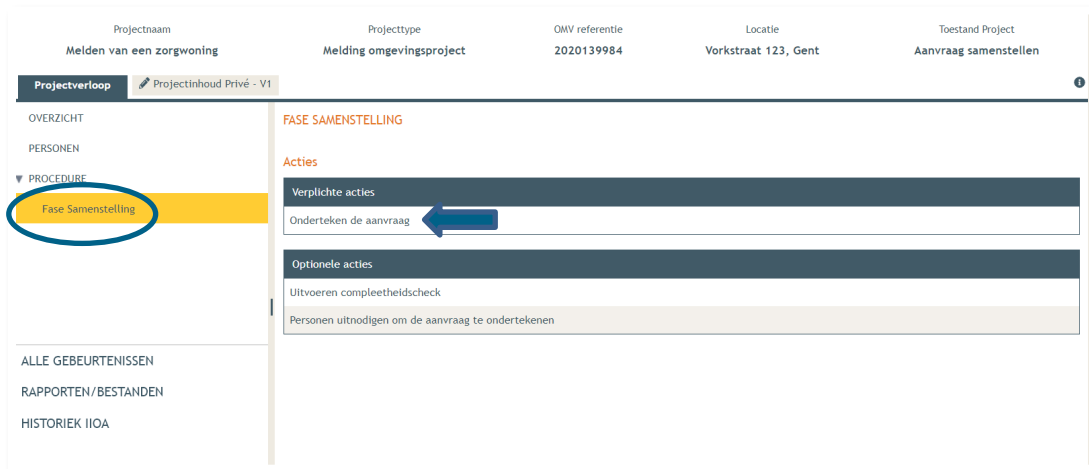 Projectnaam Projecttype OMV referentie Locatie Toestand Project
Melden van een zorgwoning Melding omgevingsproject 2020139984 Vorkstraat 123, Gent Aanvraag samenstellen
Projectverloop Projectinhoud Privé - V1
OVERZICHT
PERSONEN
PROCEDURE
Fase Samenstelling
ALLE GEBEURTENISSEN
RAPPORTEN/BESTANDEN
HISTORIEK IIOA
FASE SAMENSTELLING
Acties
Verplichte acties
Onderteken de aanvraag
Optionele acties
Uitvoeren compleetheidscheck
Personen uitnodigen om de aanvraag te ondertekenen